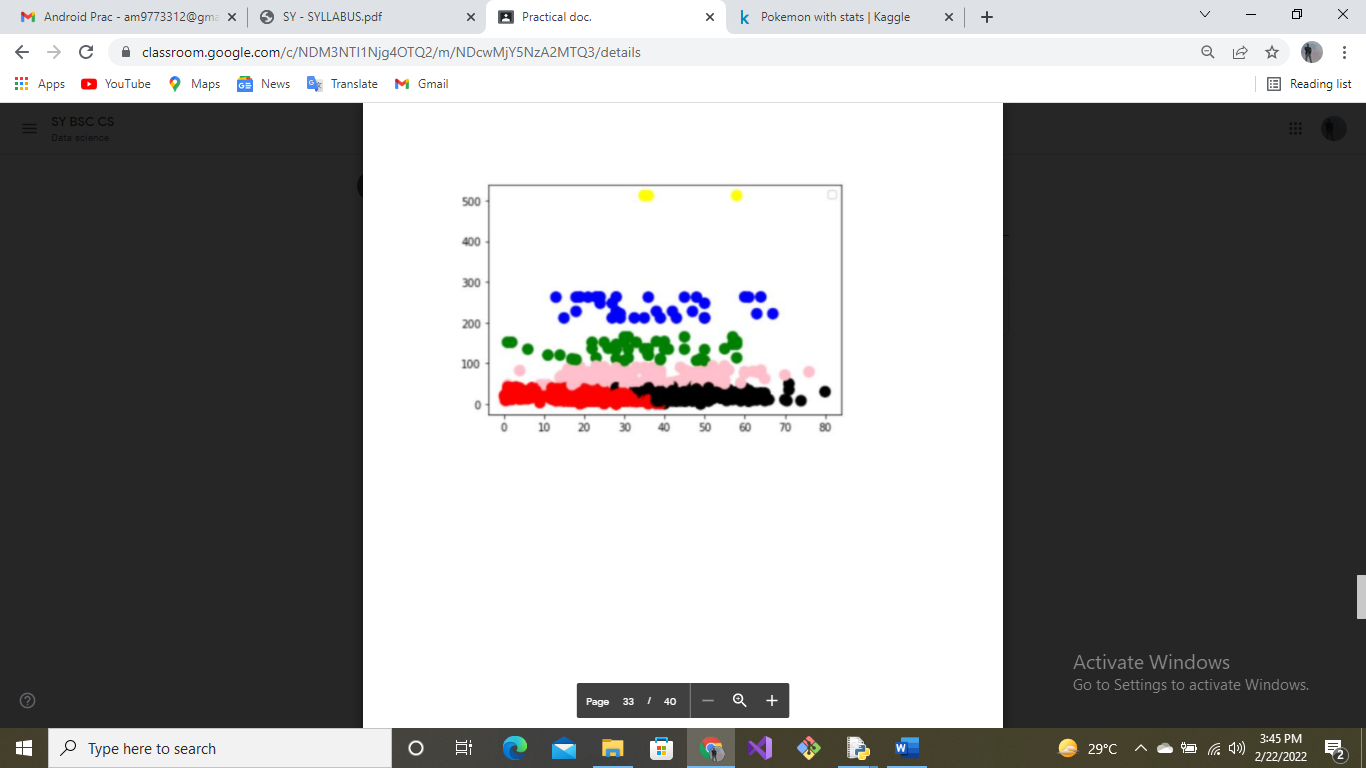 Android Prac - am9773312@gma
SY - SYLLABUS.pdf
Practical doc.
Pokemon with stats | Kaggle
classroom.google.com/c/NDM3NTI1Njg4OTQ2/m/NDcwMjY5NzA2MTQ3/details
Apps
YouTube
Maps
News
Translate
Gmail
Reading list
SY BSC CS
Data science
500
400
300
200
100
0
0 10 20 30 40 50 60 70 80
Activate Windows
Go to Settings to activate Windows.
Page 33 / 40
Type here to search
29°C
3:45 PM
2/22/2022
2